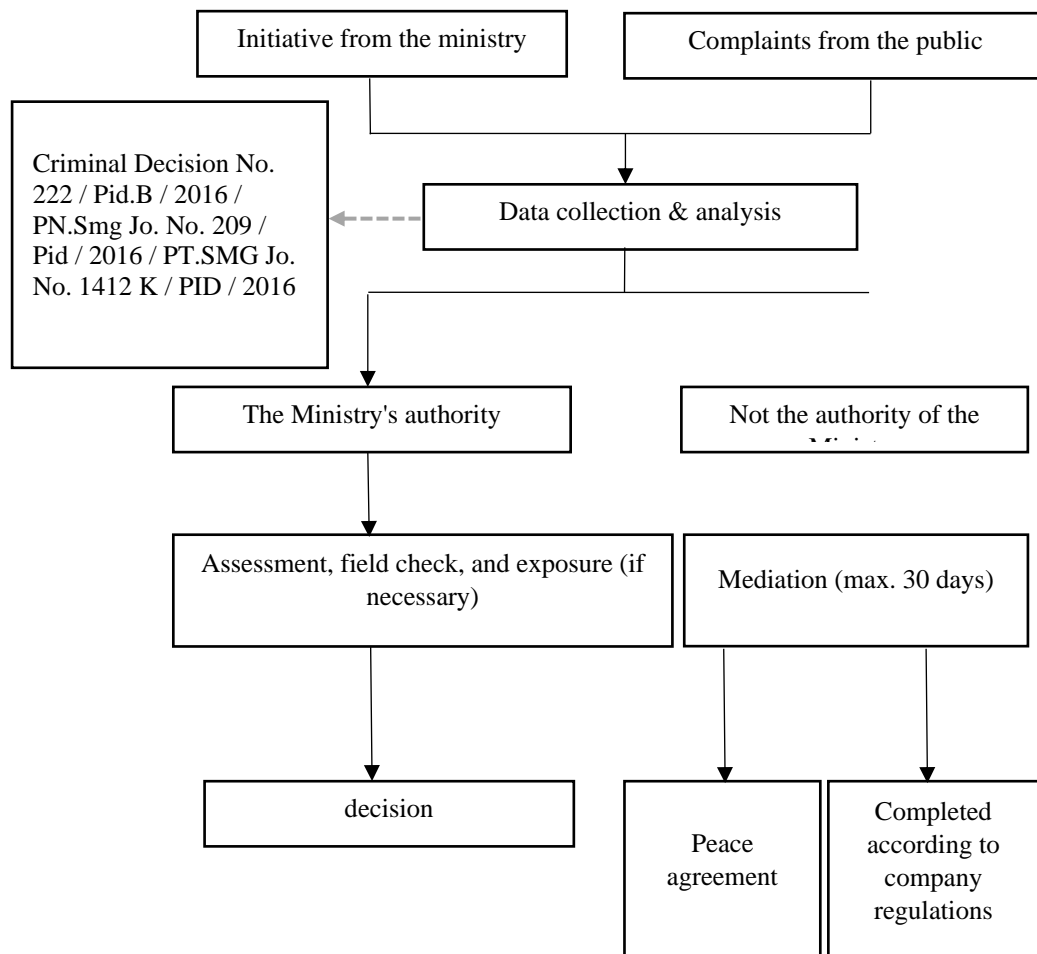 Initiative from the ministry
Complaints from the public
Criminal Decision No.
222 / Pid.B / 2016 /
PN.Smg Jo. No. 209 /
Pid / 2016 / PT.SMG Jo.
No. 1412 K / PID / 2016
Data collection & analysis
The Ministry's authority
Not the authority of the
Assessment, field check, and exposure (if
necessary)
Mediation (max. 30 days)
decision
Peace
agreement
Completed
according to
company
regulations